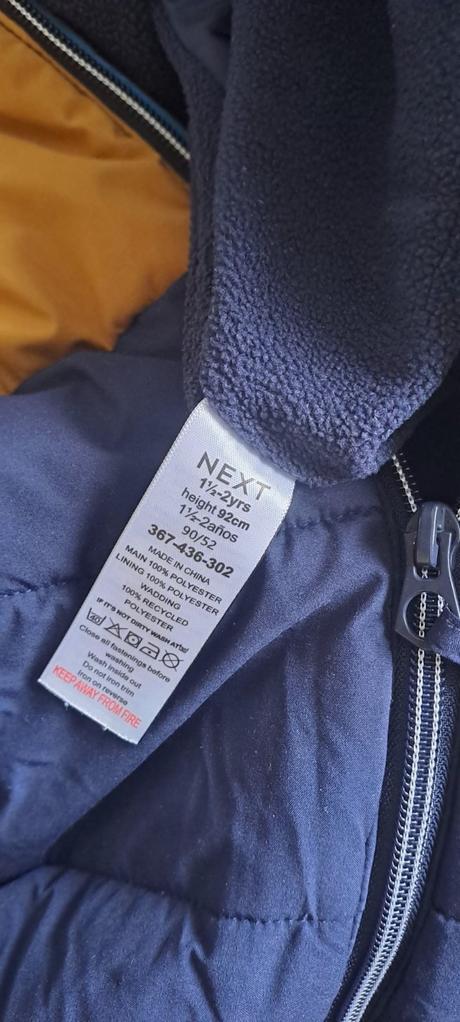 NEXT
1½-2yrs
height 92cm
1½-2años
90/52
367-436-302
MADE IN CHINA
MAIN 100% POLYESTER
LINING 100% POLYESTER
WADDING
100% RECYCLED
POLYESTER
IF IT'S NOT DIRTY WASH AT
Close all fastenings before
washing
Wash inside out
Do not iron trim
Iron on reverse
KEEP AWAY FROM FIRE